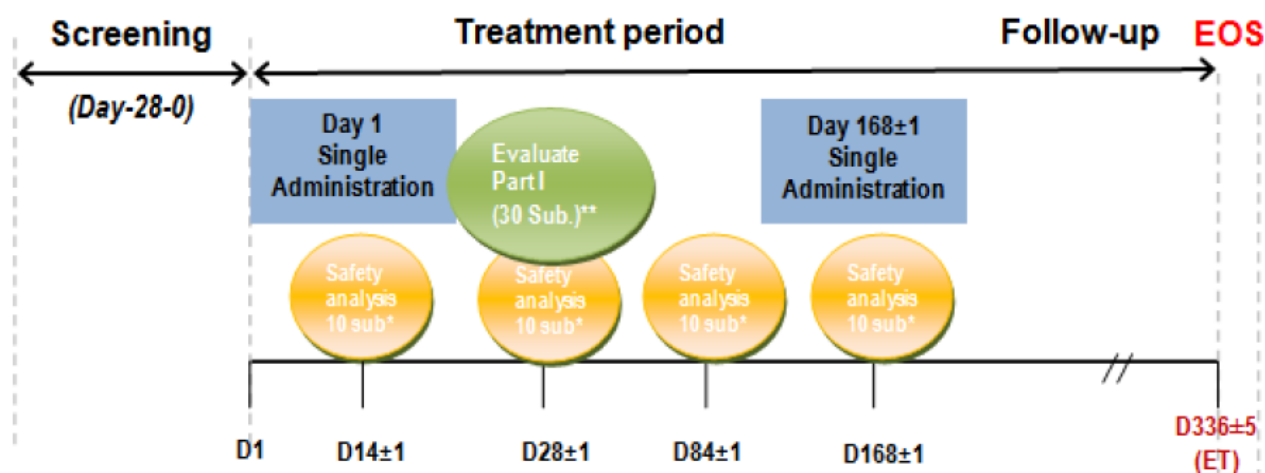 Screening
Treatment period
Follow-up
EOS
(Day-28-0)
Day 1
Single
Administration
Evaluate
Part I
(30 Sub.)**
Day 168±1
Single
Administration
Safety
analysis
10 sub*
Safety
analysis
10 sub*
Safety
analysis
10 sub*
Safety
analysis
10 sub*
D1
D14±1
D28±1
D84±1
D168±1
D336±5
(ET)